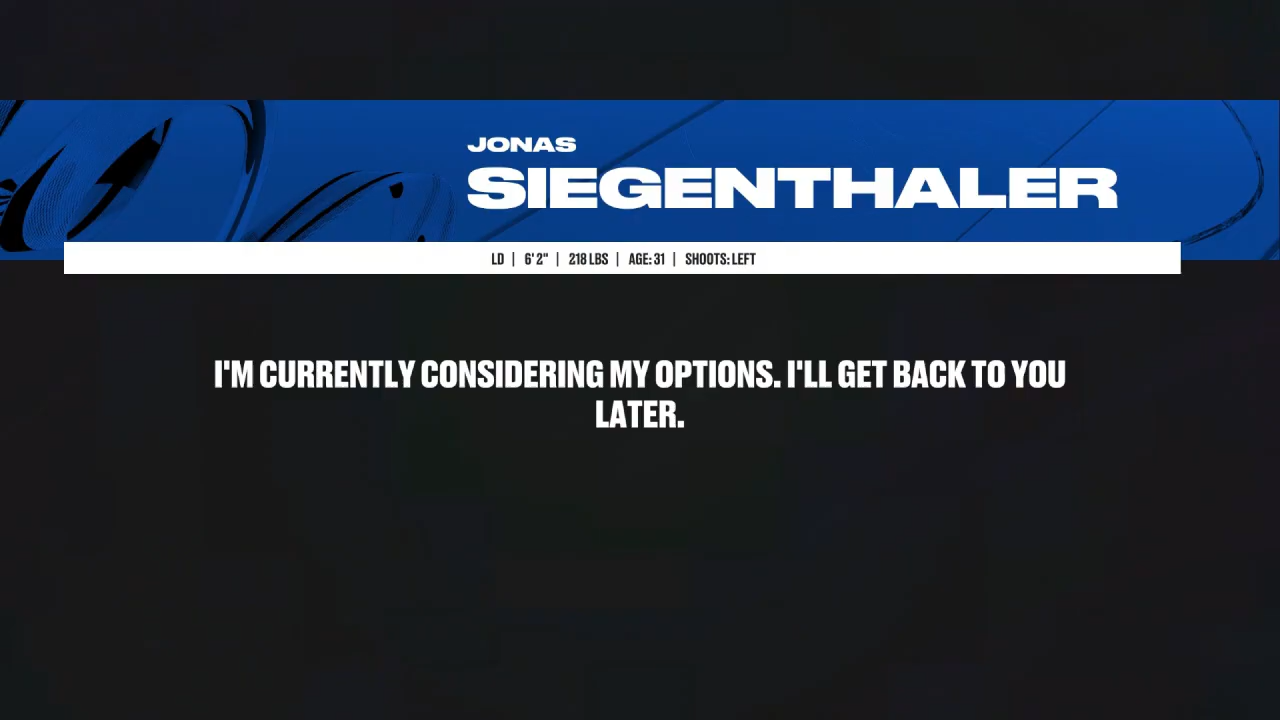 JONAS
SIEGENTHALER
LD | 6' 2" | 218 LBS | AGE: 31 | SHOOTS: LEFT
I'M CURRENTLY CONSIDERING MY OPTIONS. I'LL GET BACK TO YOU
LATER.